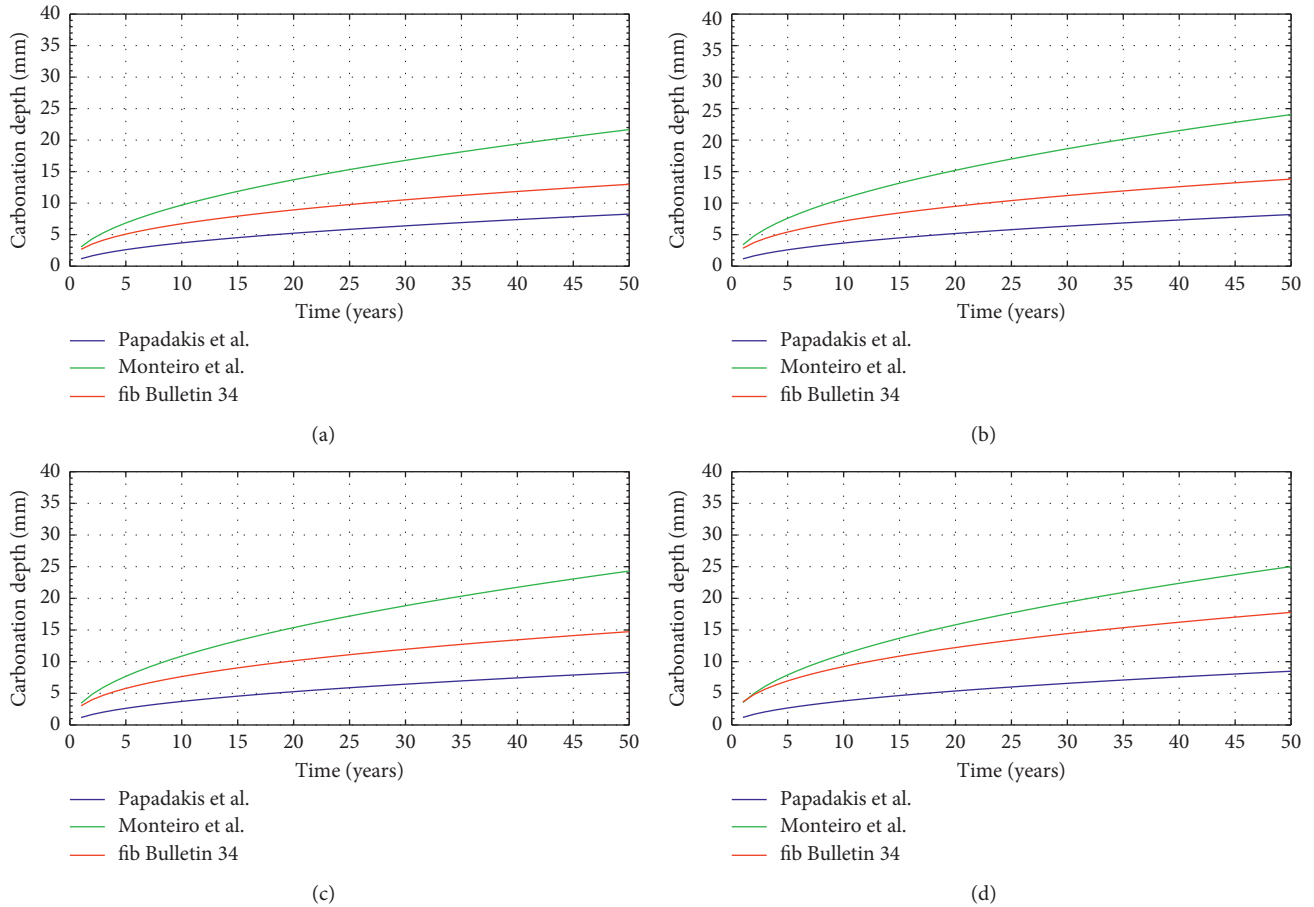 40
35
30
25
20
15
10
5
0
Carbonation depth (mm)
0 5 10 15 20 25 30 35 40 45 50
Time (years)
Papadakis et al.
Monteiro et al.
fib Bulletin 34
(a)
40
35
30
25
20
15
10
5
0
Carbonation depth (mm)
0 5 10 15 20 25 30 35 40 45 50
Time (years)
Papadakis et al.
Monteiro et al.
fib Bulletin 34
(b)
40
35
30
25
20
15
10
5
0
Carbonation depth (mm)
0 5 10 15 20 25 30 35 40 45 50
Time (years)
Papadakis et al.
Monteiro et al.
fib Bulletin 34
(c)
40
35
30
25
20
15
10
5
0
Carbonation depth (mm)
0 5 10 15 20 25 30 35 40 45 50
Time (years)
Papadakis et al.
Monteiro et al.
fib Bulletin 34
(d)